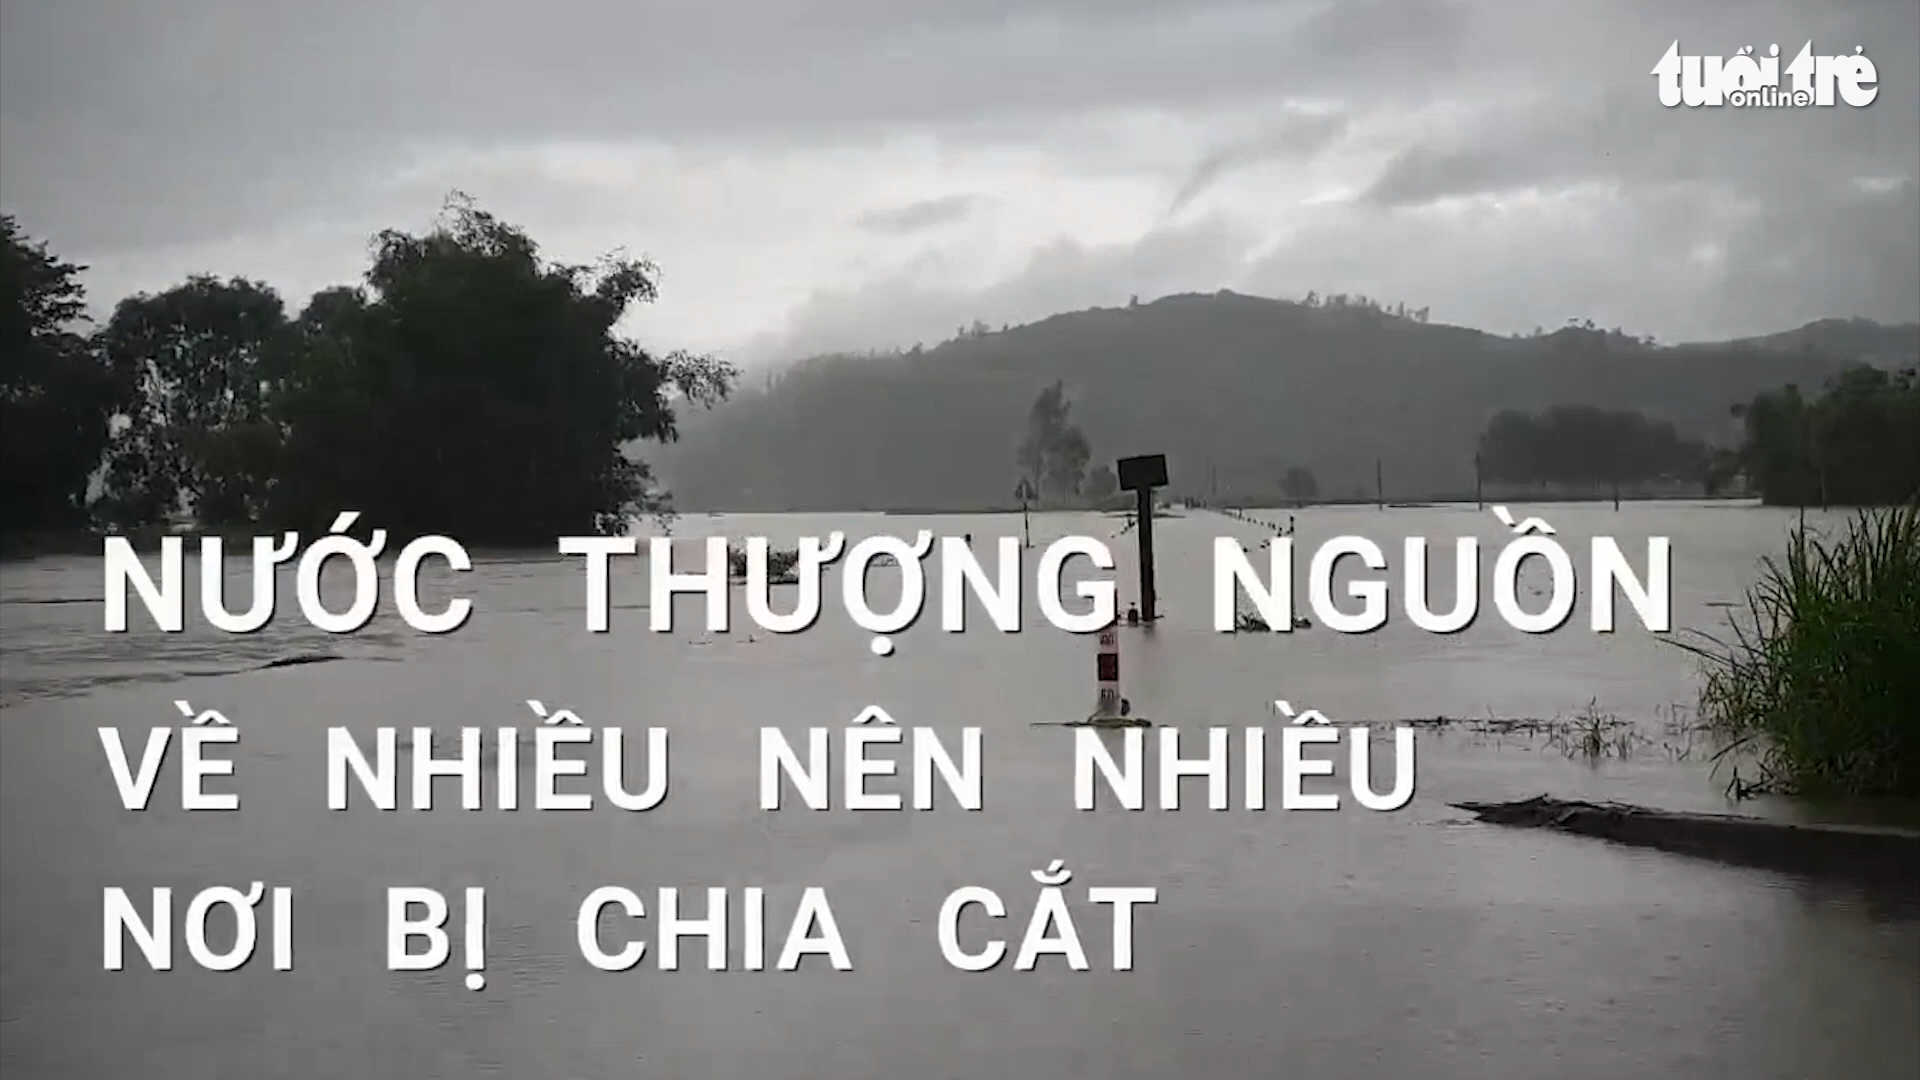 tuổi trẻ
online
NƯỚC THƯỢNG NGUỒN
VỀ NHIỀU NÊN NHIỀU
NƠI BỊ CHIA CẮT